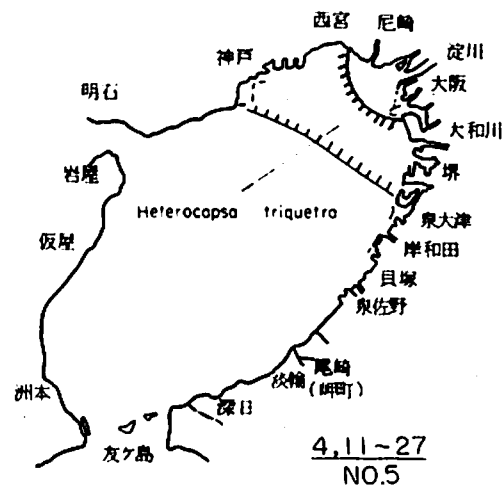 西宮
尼崎
淀川
神戸
大阪
明石
大和川
岩屋
堺
Heterocapsa triquetra
泉大津
仮屋
岸和田
貝塚
泉佐野
尾崎
淡輪
(岬町)
洲本
深日
友ケ島
4,11~27
NO.5